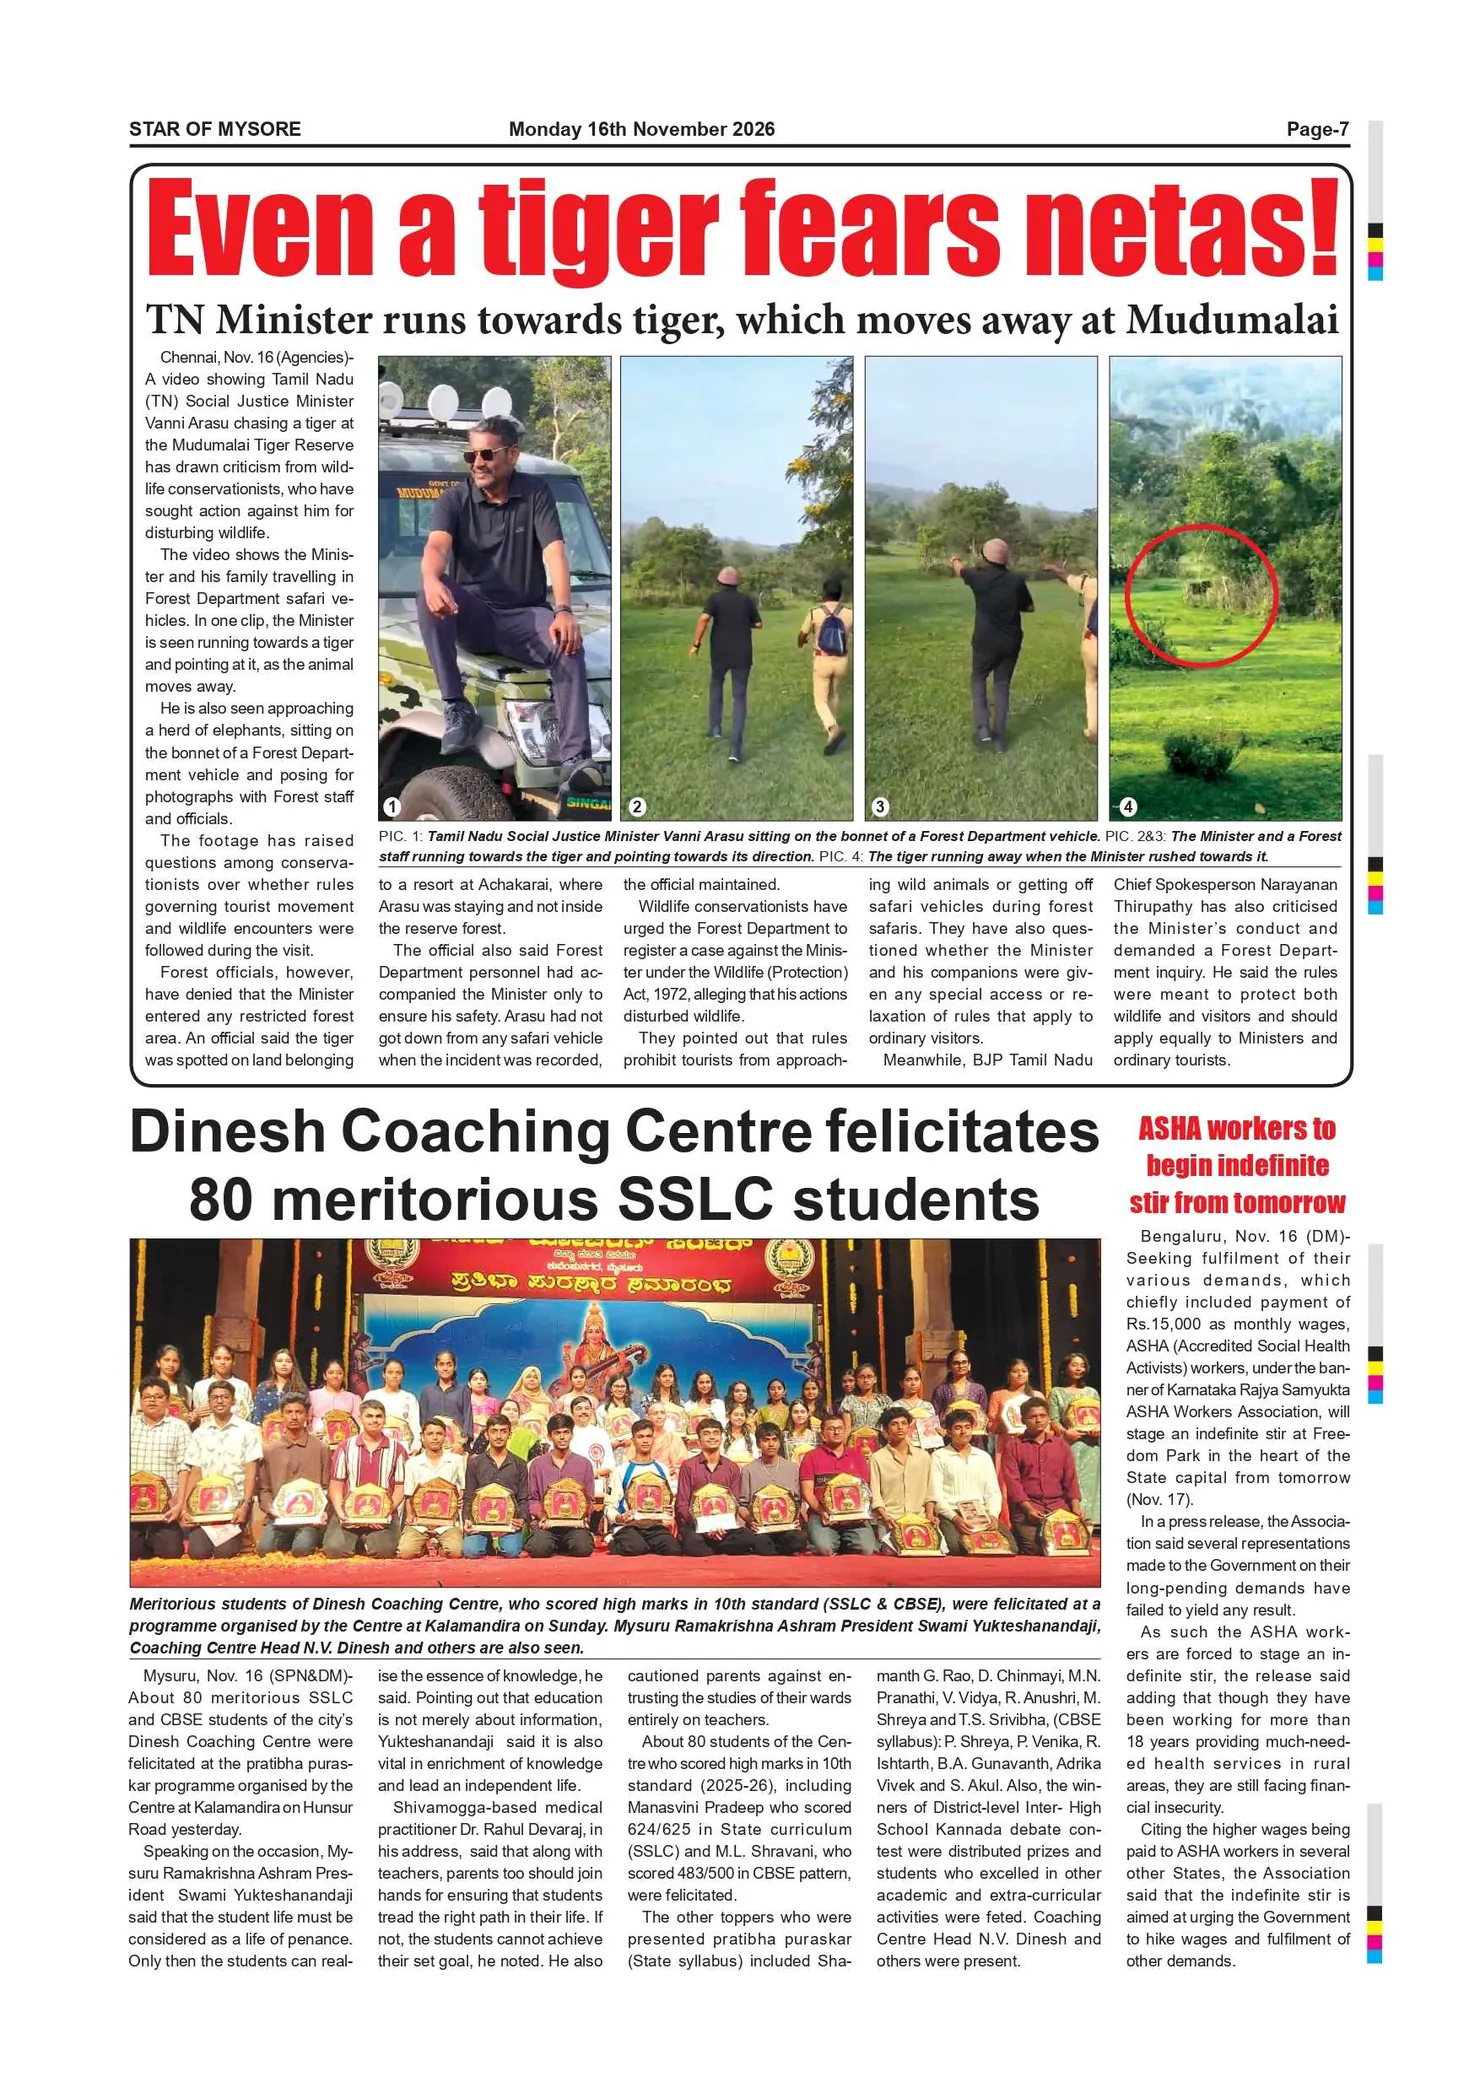 STAR OF MYSORE
Monday 16th November 2026
Page-7
Even a tiger fears netas!
TN Minister runs towards tiger, which moves away at Mudumalai
Chennai, Nov. 16 (Agencies)-
A video showing Tamil Nadu
(TN) Social Justice Minister
Vanni Arasu chasing a tiger at
the Mudumalai Tiger Reserve
has drawn criticism from wild-
life conservationists, who have
sought action against him for
disturbing wildlife.
The video shows the Minis-
ter and his family travelling in
Forest Department safari ve-
hicles. In one clip, the Minister
is seen running towards a tiger
and pointing at it, as the animal
moves away.
He is also seen approaching
a herd of elephants, sitting on
the bonnet of a Forest Depart-
ment vehicle and posing for
photographs with Forest staff
and officials.
The footage has raised
questions among conserva-
tionists over whether rules
governing tourist movement
and wildlife encounters were
followed during the visit.
Forest officials, however,
have denied that the Minister
entered any restricted forest
area. An official said the tiger
was spotted on land belonging
GOVT OF
MUDUM
SINGAR
1
2
3
4
PIC. 1: Tamil Nadu Social Justice Minister Vanni Arasu sitting on the bonnet of a Forest Department vehicle. PIC. 2&3: The Minister and a Forest
staff running towards the tiger and pointing towards its direction. PIC. 4: The tiger running away when the Minister rushed towards it.
to a resort at Achakarai, where
Arasu was staying and not inside
the reserve forest.
The official also said Forest
Department personnel had ac-
companied the Minister only to
ensure his safety. Arasu had not
got down from any safari vehicle
when the incident was recorded,
the official maintained.
Wildlife conservationists have
urged the Forest Department to
register a case against the Minis-
ter under the Wildlife (Protection)
Act, 1972, alleging that his actions
disturbed wildlife.
They pointed out that rules
prohibit tourists from approach-
ing wild animals or getting off
safari vehicles during forest
safaris. They have also ques-
tioned whether the Minister
and his companions were giv-
en any special access or re-
laxation of rules that apply to
ordinary visitors.
Meanwhile, BJP Tamil Nadu
Chief Spokesperson Narayanan
Thirupathy has also criticised
the Minister's conduct and
demanded a Forest Depart-
ment inquiry. He said the rules
were meant to protect both
wildlife and visitors and should
apply equally to Ministers and
ordinary tourists.
Dinesh Coaching Centre felicitates
80 meritorious SSLC students
ಕುವೆಂಪುನಗರ, ಮೈಸೂರು
ಪ್ರತಿಭಾ ಪುರಸ್ಕಾರ ಸಮಾರಂಭ
Meritorious students of Dinesh Coaching Centre, who scored high marks in 10th standard (SSLC & CBSE), were felicitated at a
programme organised by the Centre at Kalamandira on Sunday. Mysuru Ramakrishna Ashram President Swami Yukteshanandaji,
Coaching Centre Head N.V. Dinesh and others are also seen.
Mysuru, Nov. 16 (SPN&DM)-
About 80 meritorious SSLC
and CBSE students of the city's
Dinesh Coaching Centre were
felicitated at the pratibha puras-
kar programme organised by the
Centre at Kalamandira on Hunsur
Road yesterday.
Speaking on the occasion, My-
suru Ramakrishna Ashram Pres-
ident Swami Yukteshanandaji
said that the student life must be
considered as a life of penance.
Only then the students can real-
ise the essence of knowledge, he
said. Pointing out that education
is not merely about information,
Yukteshanandaji said it is also
vital in enrichment of knowledge
and lead an independent life.
Shivamogga-based medical
practitioner Dr. Rahul Devaraj, in
his address, said that along with
teachers, parents too should join
hands for ensuring that students
tread the right path in their life. If
not, the students cannot achieve
their set goal, he noted. He also
cautioned parents against en-
trusting the studies of their wards
entirely on teachers.
About 80 students of the Cen-
tre who scored high marks in 10th
standard (2025-26), including
Manasvini Pradeep who scored
624/625 in State curriculum
(SSLC) and M.L. Shravani, who
scored 483/500 in CBSE pattern,
were felicitated.
The other toppers who were
presented pratibha puraskar
(State syllabus) included Sha-
manth G. Rao, D. Chinmayi, M.N.
Pranathi, V. Vidya, R. Anushri, M.
Shreya and T.S. Srivibha, (CBSE
syllabus): P. Shreya, P. Venika, R.
Ishtarth, B.A. Gunavanth, Adrika
Vivek and S. Akul. Also, the win-
ners of District-level Inter- High
School Kannada debate con-
test were distributed prizes and
students who excelled in other
academic and extra-curricular
activities were feted. Coaching
Centre Head N.V. Dinesh and
others were present.
ASHA workers to
begin indefinite
stir from tomorrow
Bengaluru, Nov. 16 (DM)-
Seeking fulfilment of their
various demands, which
chiefly included payment of
Rs.15,000 as monthly wages,
ASHA (Accredited Social Health
Activists) workers, under the ban-
ner of Karnataka Rajya Samyukta
ASHA Workers Association, will
stage an indefinite stir at Free-
dom Park in the heart of the
State capital from tomorrow
(Nov. 17).
In a press release, the Associa-
tion said several representations
made to the Government on their
long-pending demands have
failed to yield any result.
As such the ASHA work-
ers are forced to stage an in-
definite stir, the release said
adding that though they have
been working for more than
18 years providing much-need-
ed health services in rural
areas, they are still facing finan-
cial insecurity.
Citing the higher wages being
paid to ASHA workers in several
other States, the Association
said that the indefinite stir is
aimed at urging the Government
to hike wages and fulfilment of
other demands.